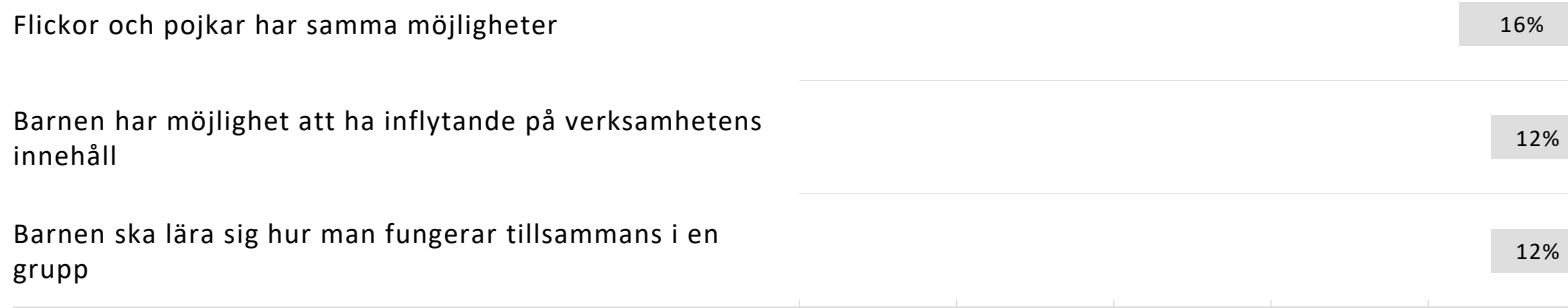 Flickor och pojkar har samma möjligheter
16%
Barnen har möjlighet att ha inflytande på verksamhetens
innehåll
12%
Barnen ska lära sig hur man fungerar tillsammans i en
grupp
12%